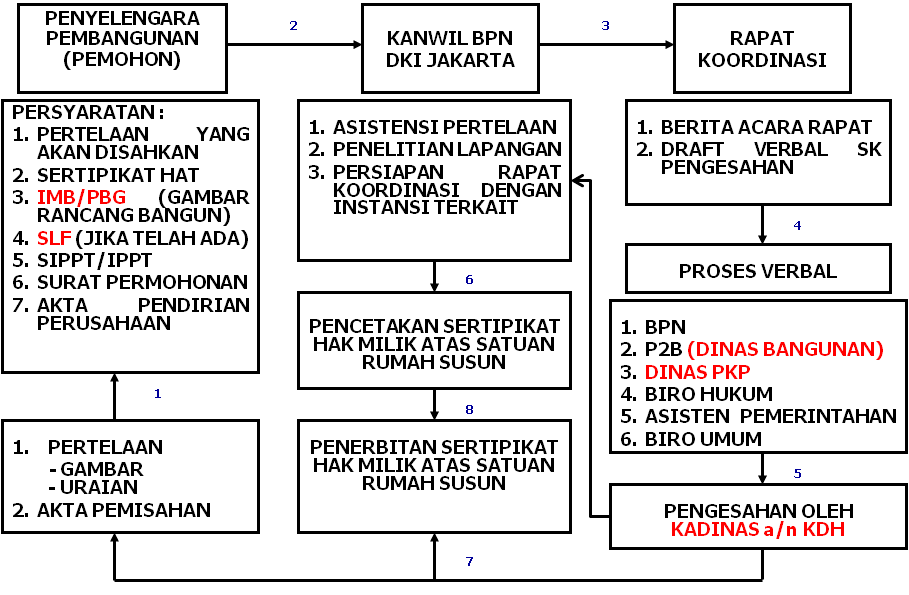 PENYELENGARA
PEMBANGUNAN
(PEMOHON)
2
KANWIL BPN
DKI JAKARTA
3
RAPAT
KOORDINASI
PERSYARATAN :
1. PERTELAAN YANG
AKAN DISAHKAN
2. SERTIPIKAT HAT
3. IMB/PBG (GAMBAR
RANCANG BANGUN)
4. SLF (JIKA TELAH ADA)
5. SIPPT/IPPT
6. SURAT PERMOHONAN
7. AKTA PENDIRIAN
PERUSAHAAN
1. ASISTENSI PERTELAAN
2. PENELITIAN LAPANGAN
3. PERSIAPAN RAPAT
KOORDINASI DENGAN
INSTANSI TERKAIT
1. BERITA ACARA RAPAT
2. DRAFT VERBAL SK
PENGESAHAN
4
PROSES VERBAL
6
PENCETAKAN SERTIPIKAT
HAK MILIK ATAS SATUAN
RUMAH SUSUN
1. BPN
2. P2B (DINAS BANGUNAN)
3. DINAS PKP
4. BIRO HUKUM
5. ASISTEN PEMERINTAHAN
6. BIRO UMUM
1
8
1. PERTELAAN
- GAMBAR
- URAIAN
2. AKTA PEMISAHAN
PENERBITAN SERTIPIKAT
HAK MILIK ATAS SATUAN
RUMAH SUSUN
5
PENGESAHAN OLEH
KADINAS a/n KDH
7